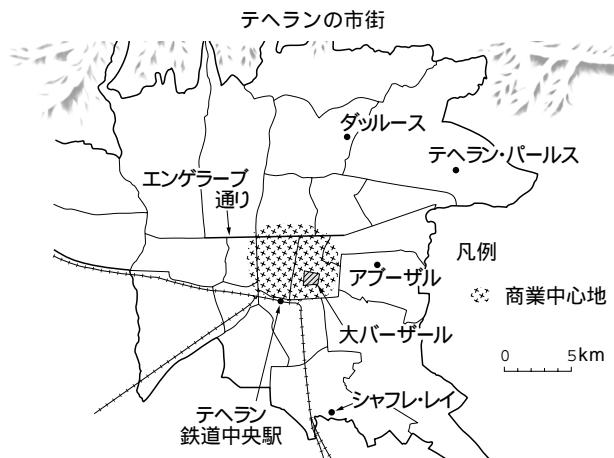 テヘランの市街
ダッルース
テヘラン・パールス
エンゲラーブ
通り
凡例
アブーザル
商業中心地
大バーザール
0 5km
シャフレ・レイ
テヘラン
鉄道中央駅